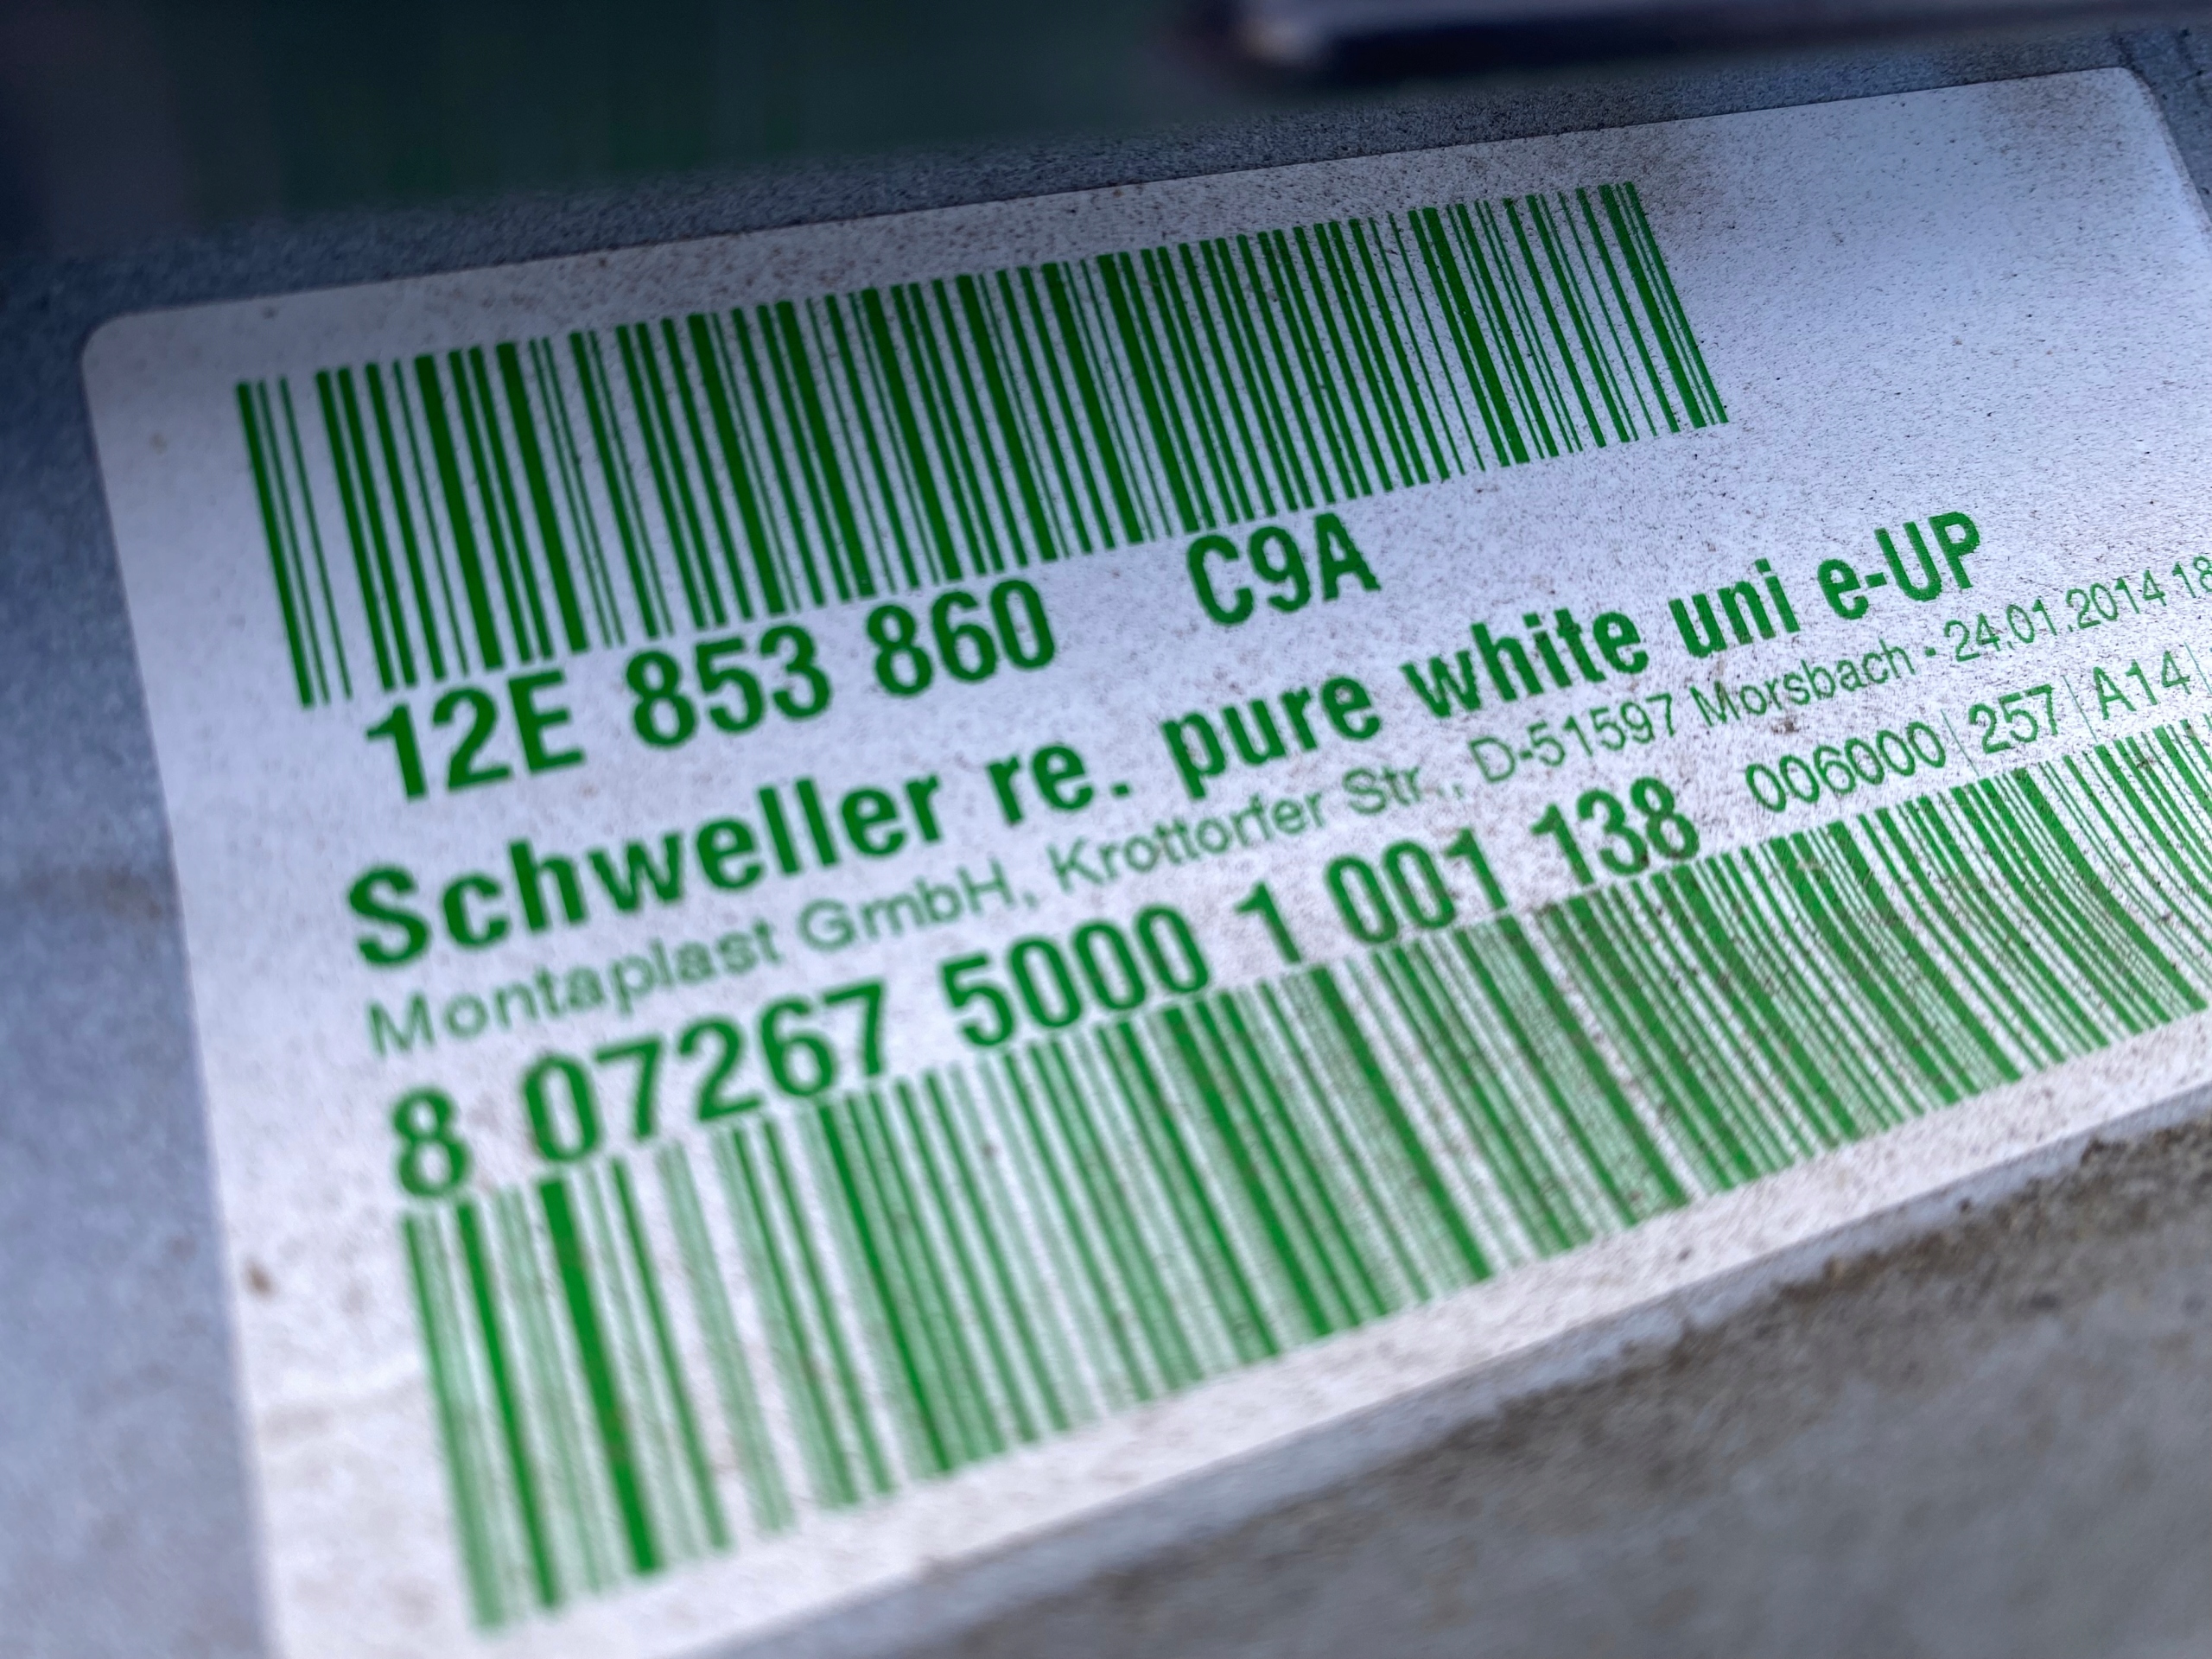 12E 853 860 C9A
Schweller re. pure white uni e-UP
Montaplast GmbH, Krottorfer Str., D-51597 Morsbach - 24.01.2014 18
8 07267 5000 1 001 138 006000 | 257 | A14 |